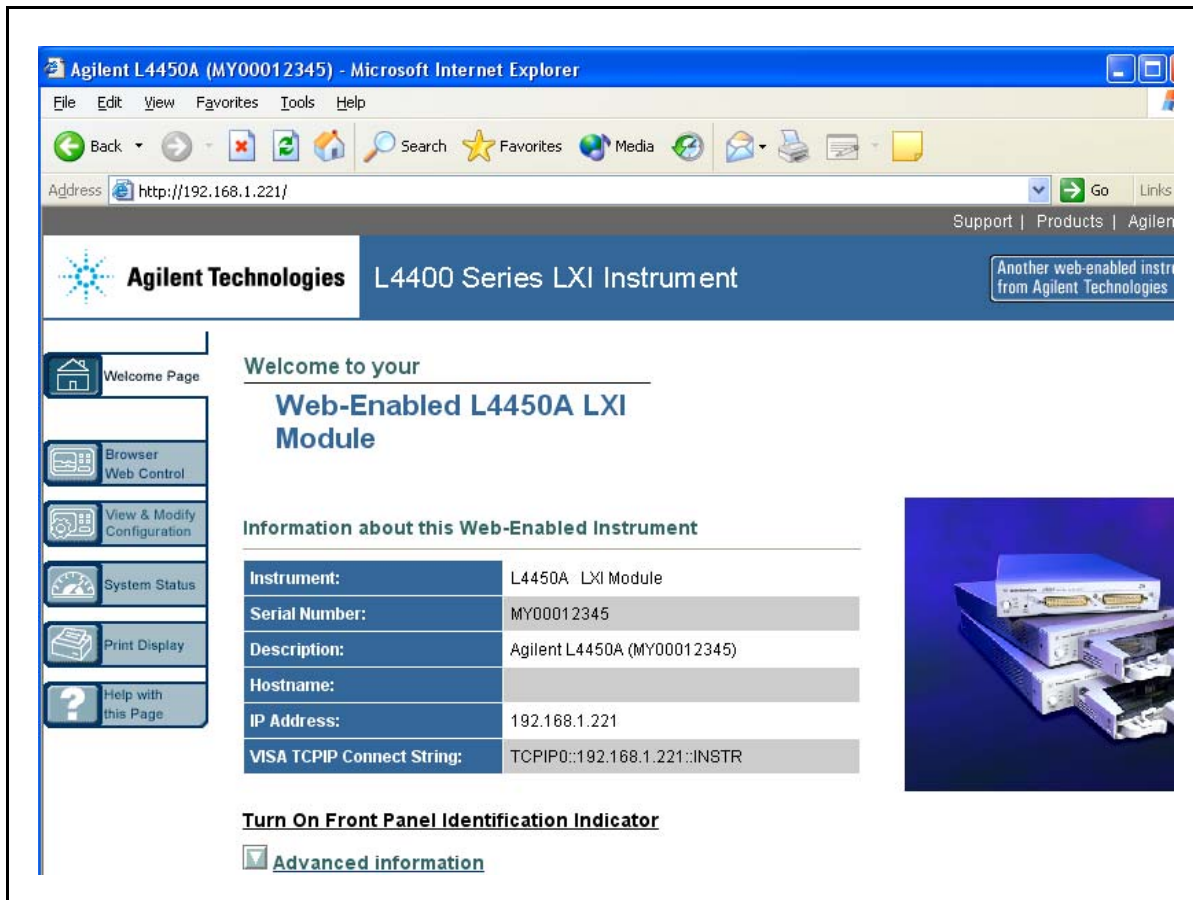 Agilent L4450A (MY00012345) - Microsoft Internet Explorer
File Edit View Favorites Tools Help
Back Search Favorites Media
Address http://192.168.1.221/ Go Links
Support | Products | Agilen
Agilent Technologies L4400 Series LXI Instrument
Another web-enabled instr
from Agilent Technologies
Welcome Page
Browser
Web Control
View & Modify
Configuration
System Status
Print Display
Help with
this Page
Welcome to your
Web-Enabled L4450A LXI
Module
Information about this Web-Enabled Instrument
Instrument: L4450A LXI Module
Serial Number: MY00012345
Description: Agilent L4450A (MY00012345)
Hostname:
IP Address: 192.168.1.221
VISA TCPIP Connect String: TCPIP0::192.168.1.221::INSTR
Turn On Front Panel Identification Indicator
Advanced information